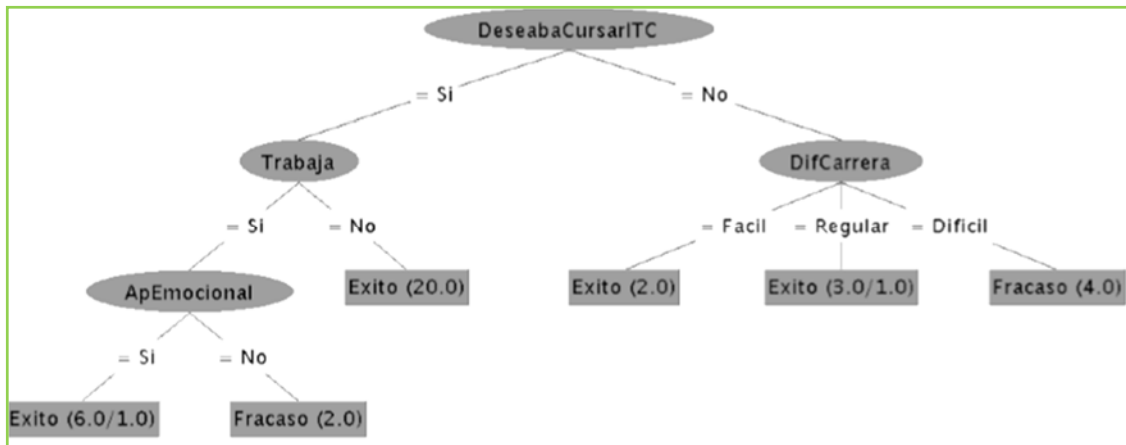 DeseabaCursarITC
= Si
= No
Trabaja
DifCarrera
= Si
= No
= Facil
= Regular
= Dificil
ApEmocional
Exito (20.0)
Exito (2.0)
Exito (3.0/1.0)
Fracaso (4.0)
= Si
= No
Exito (6.0/1.0)
Fracaso (2.0)